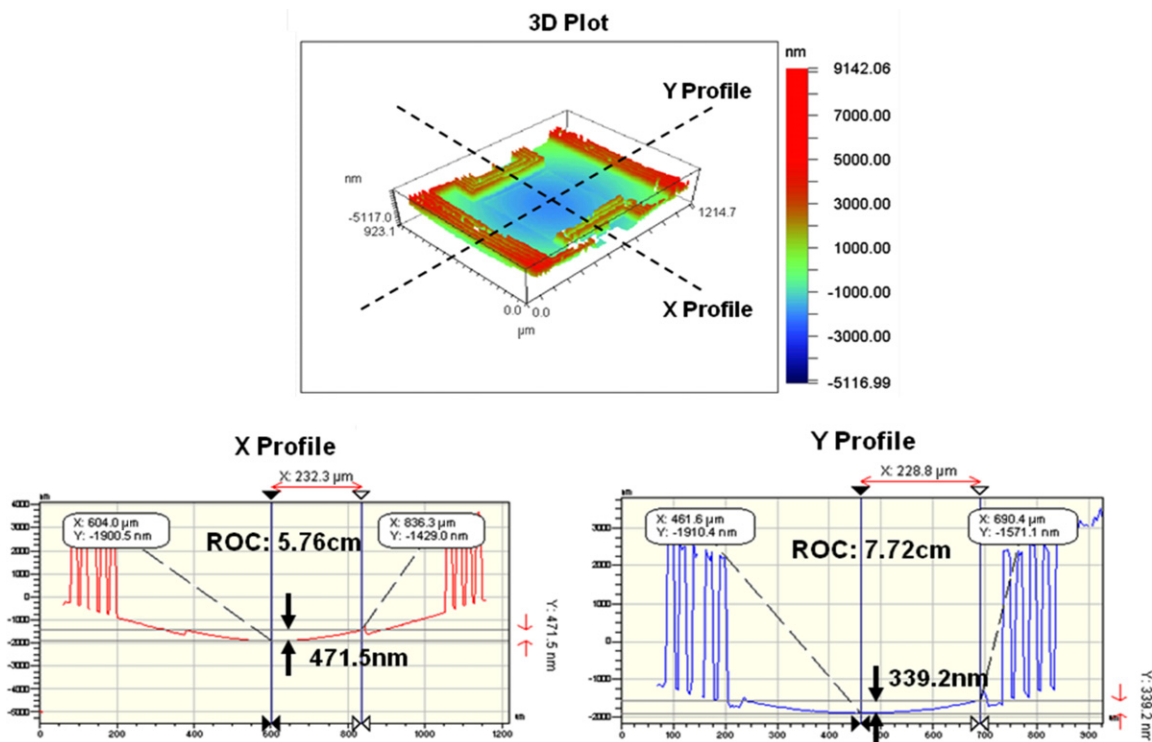 3D Plot
nm
9142.06
7000.00
5000.00
3000.00
1000.00
-1000.00
-3000.00
-5116.99
Y Profile
X Profile
nm
-5117.0
923.1
1214.7
0.0
0.0
µm
X Profile
X: 232.3 µm
X: 604.0 µm
Y: -1900.5 nm
X: 836.3 µm
Y: -1429.0 nm
ROC: 5.76cm
471.5nm
Y: 471.5 nm
4000
3000
2000
1000
0
-1000
-2000
-3000
-4000
-5000
0 200 400 600 800 1000 1200
Y Profile
X: 228.8 µm
X: 461.6 µm
Y: -1910.4 nm
X: 690.4 µm
Y: -1571.1 nm
ROC: 7.72cm
339.2nm
Y: 339.2 nm
3000
2000
1000
0
-1000
-2000
0 100 200 300 400 500 600 700 800 900